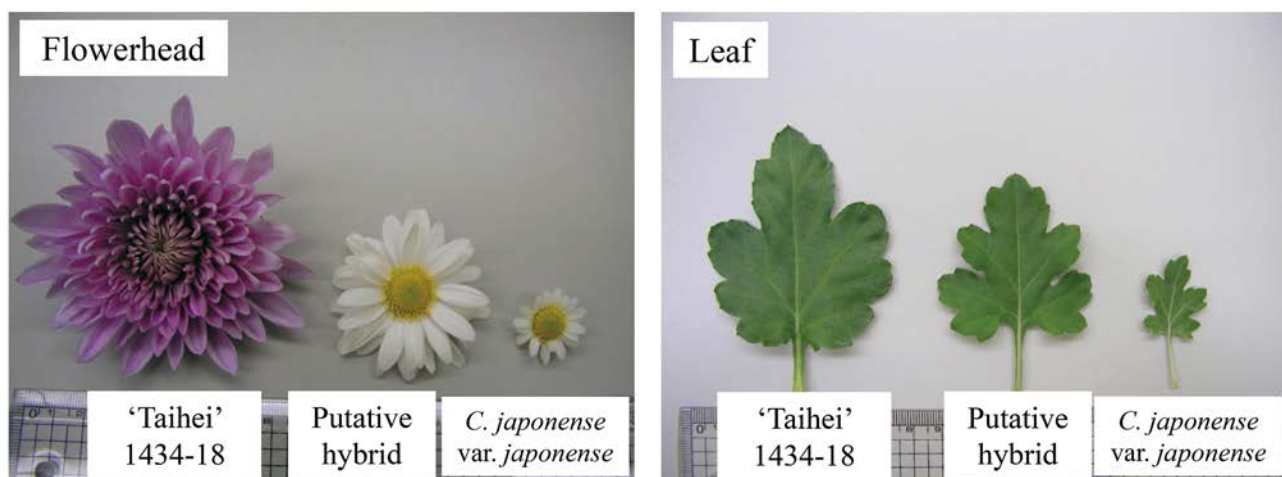 Flowerhead
Leaf
‘Taihei’
1434-18
Putative
hybrid
C. japonense
var. japonense
‘Taihei’
1434-18
Putative
hybrid
C. japonense
var. japonense